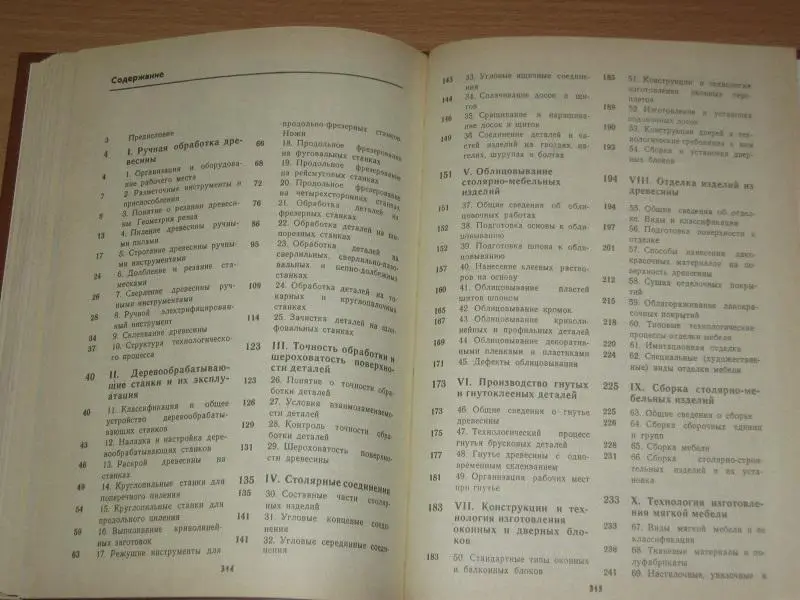 Содержание
3 Предисловие
4 I. Ручная обработка древесины
4 1. Организация и оборудование рабочего места
7 2. Разметочные инструменты и приспособления
8 3. Понятие о резании древесины. Геометрия резца
13 4. Пиление древесины ручными пилами
17 5. Строгание древесины ручными инструментами
24 6. Долбление и резание стамесками
26 7. Сверление древесины ручными инструментами
28 8. Ручной электрифицированный инструмент
34 9. Склеивание древесины
37 10. Структура технологического процесса
40 II. Деревообрабатывающие станки и их эксплуатация
40 11. Классификация и общее устройство деревообрабатывающих станков
43 12. Наладка и настройка деревообрабатывающих станков
46 13. Раскрой древесины на станках
49 14. Круглопильные станки для поперечного пиления
54 15. Круглопильные станки для продольного пиления
59 16. Выпиливание криволинейных заготовок
63 17. Режущие инструменты для
продольно-фрезерных станков. Ножи
66 18. Продольное фрезерование на фуговальных станках
68 19. Продольное фрезерование на рейсмусовых станках
72 20. Продольное фрезерование на четырехсторонних станках
76 21. Обработка деталей на фрезерных станках
86 22. Обработка деталей на шипорезных станках
95 23. Обработка деталей на сверлильных, сверлильно-пазовальных и цепно-долбежных станках
109 24. Обработка деталей на токарных и круглопалочных станках
114 25. Зачистка деталей на шлифовальных станках
123 III. Точность обработки и шероховатость поверхности деталей
123 26. Понятие о точности обработки деталей
126 27. Условия взаимозаменяемости деталей
129 28. Контроль точности обработки деталей
131 29. Шероховатость поверхности древесины
135 IV. Столярные соединения
135 30. Составные части столярных изделий
141 31. Угловые концевые соединения
141 32. Угловые серединные соединения
314
143 33. Угловые ящичные соединения
144 34. Сплачивание досок и щитов
146 35. Сращивание и наращивание досок и щитов
149 36. Соединение деталей и частей изделий на гвоздях, нагелях, шурупах и болтах
151 V. Облицовывание столярно-мебельных изделий
151 37. Общие сведения об облицовочных работах
152 38. Подготовка основы к облицовыванию
152 39. Подготовка шпона к облицовыванию
157 40. Нанесение клеевых растворов на основу
160 41. Облицовывание пластей щитов шпоном
165 42. Облицовывание кромок
167 43. Облицовывание криволинейных и профильных деталей
169 44. Облицовывание декоративными пленками и пластиками
171 45. Дефекты облицовывания
173 VI. Производство гнутых и гнутоклееных деталей
173 46. Общие сведения о гнутье древесины
175 47. Технологический процесс гнутья брусковых деталей
177 48. Гнутье древесины с одновременным склеиванием
181 49. Организация рабочих мест при гнутье
183 VII. Конструкции и технология изготовления оконных и дверных блоков
183 50. Стандартные типы оконных и балконных блоков
185 51. Конструкции и технология изготовления оконных переплетов
189 52. Изготовление и установка подоконных досок
190 53. Конструкции дверей и технологические требования к ним
193 54. Сборка и установка дверных блоков
194 VIII. Отделка изделий из древесины
194 55. Общие сведения об отделке. Виды и классификация
197 56. Подготовка поверхности к отделке
201 57. Способы нанесения лакокрасочных материалов на поверхность древесины
212 58. Сушка отделочных покрытий
215 59. Облагораживание лакокрасочных покрытий
218 60. Типовые технологические процессы отделки мебели
220 61. Имитационная отделка
224 62. Специальные (художественные) виды отделки мебели
225 IX. Сборка столярно-мебельных изделий
225 63. Общие сведения о сборке
226 64. Сборка сборочных единиц и групп
228 65. Сборка мебели
231 66. Сборка столярно-строительных изделий и их установка
233 X. Технология изготовления мягкой мебели
233 67. Виды мягкой мебели и их классификация
238 68. Тканевые материалы и полуфабрикаты
241 69. Настилочные,
315